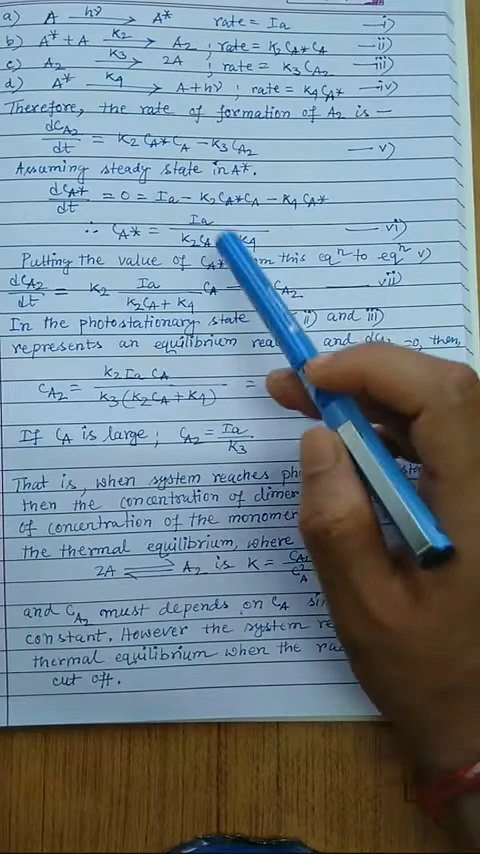 a) A hν→ A* rate = Ia —i)
b) A* + A K2→ A2 ; rate = K2 CA* CA —ii)
c) A2 K3→ 2A ; rate = K3 CA2 —iii)
d) A* K4→ A + hν ; rate = K4 CA* —iv)
Therefore, the rate of formation of A2 is —
dCA2/dt = K2 CA* CA – K3 CA2 —v)
Assuming steady state in A*.
dCA*/dt = 0 = Ia – K2 CA* CA – K4 CA*
∴ CA* = Ia / K2 CA K4 —vi)
Putting the value of CA* this eqn to eqn v)
dCA2/dt = K2 Ia / K2 CA + K4 CA – CA2 —vii)
In the photostationary state ii) and iii)
represents an equilibrium and = 0, then,
CA2 = K2 Ia CA / K3 (K2 CA + K4) =
If CA is large; CA2 = Ia / K3
That is, when system reaches
then the concentration of dimer
of concentration of the monomer
the thermal equilibrium, where
2A ⇌ A2 is K = CA2 / C²A
and CA2 must depends on CA
constant. However the system
thermal equilibrium when the
cut off.